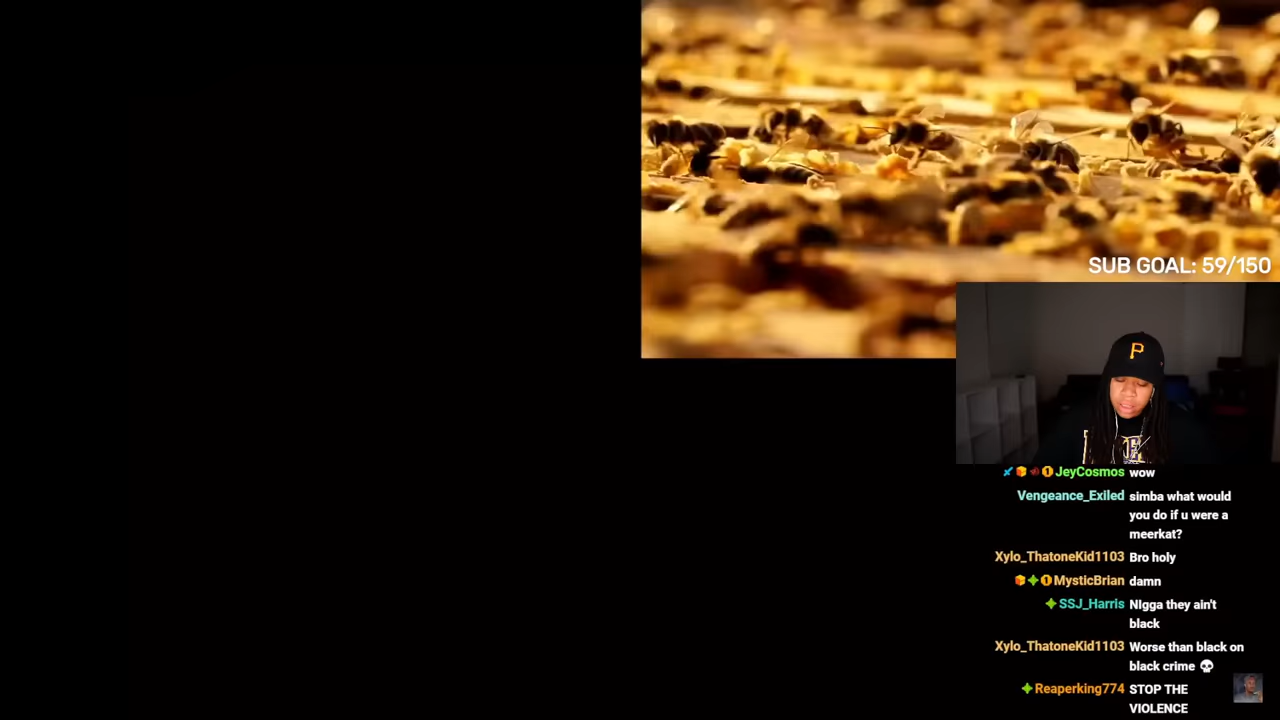 SUB GOAL: 59/150
P
JeyCosmos wow
Vengeance_Exiled simba what would
you do if u were a
meerkat?
Xylo_ThatoneKid1103 Bro holy
MysticBrian damn
SSJ_Harris NIgga they ain't
black
Xylo_ThatoneKid1103 Worse than black on
black crime 💀
Reaperking774 STOP THE
VIOLENCE